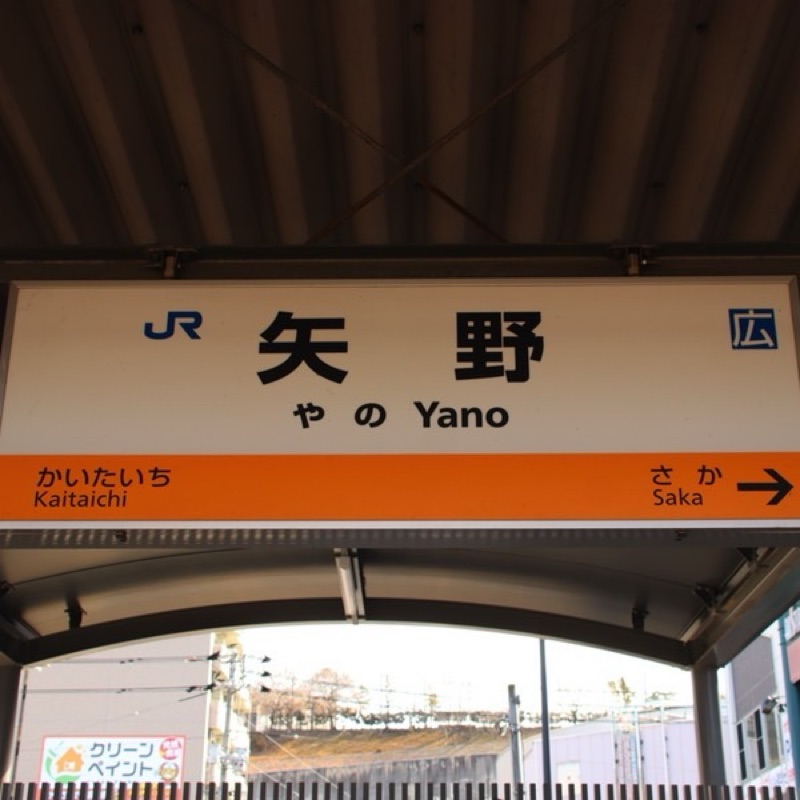 JR 矢野 広
やの Yano
かいたいち さか →
Kaitaichi Saka
クリーン
ペイント